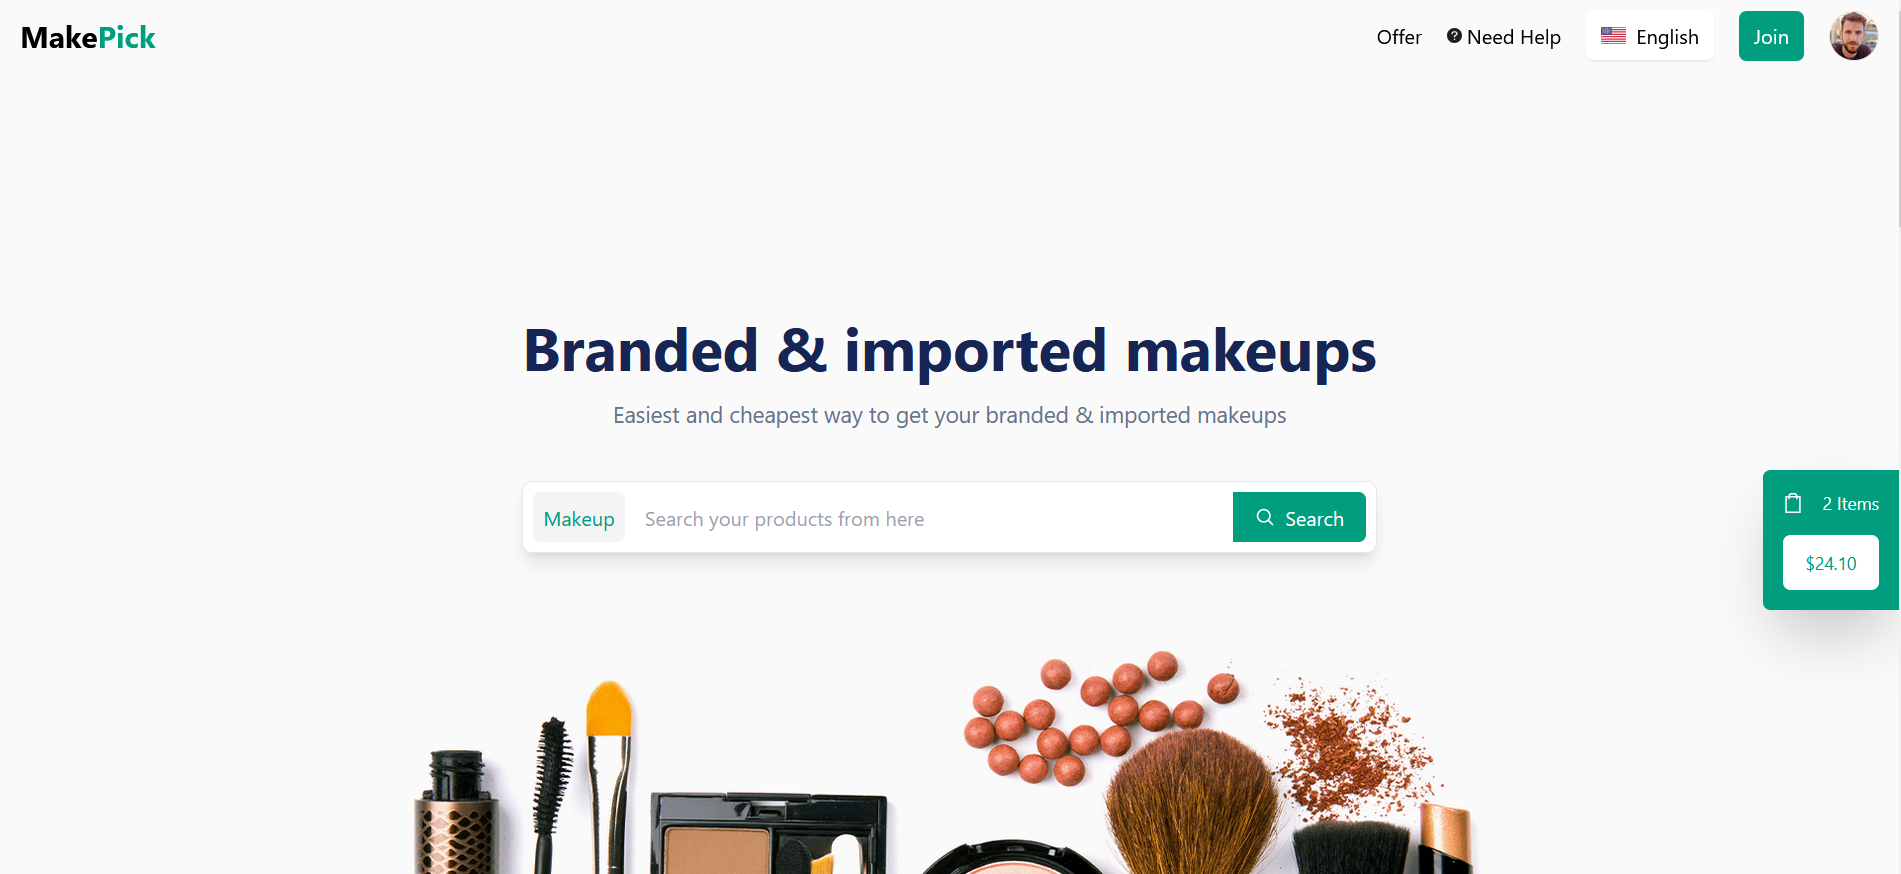 MakePick
Offer
Need Help
English
Join
Branded & imported makeups
Easiest and cheapest way to get your branded & imported makeups
Makeup
Search your products from here
Search
2 Items
$24.10